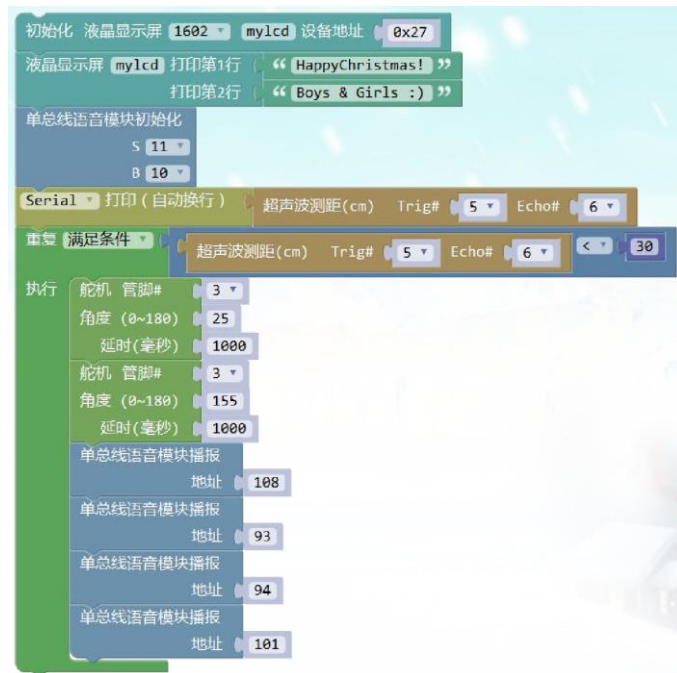 初始化 液晶显示屏 1602 mylcd 设备地址 0x27
液晶显示屏 mylcd 打印第1行 “ HappyChristmas! ”
打印第2行 “ Boys & Girls :) ”
单总线语音模块初始化
S 11
B 10
Serial 打印（自动换行） 超声波测距(cm) Trig# 5 Echo# 6
重复 满足条件 超声波测距(cm) Trig# 5 Echo# 6 < 30
执行 舵机 管脚# 3
角度 (0~180) 25
延时(毫秒) 1000
舵机 管脚# 3
角度 (0~180) 155
延时(毫秒) 1000
单总线语音模块播报
地址 108
单总线语音模块播报
地址 93
单总线语音模块播报
地址 94
单总线语音模块播报
地址 101